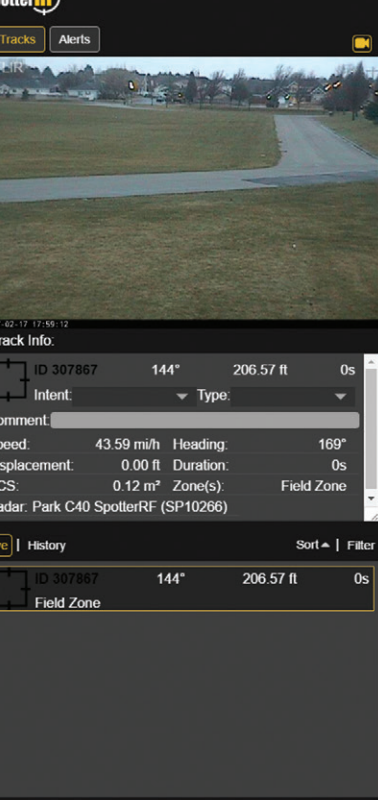 otter
Tracks Alerts
-02-17 17:59:12
rack Info:
ID 307867 144° 206.57 ft 0s
Intent: Type:
omment:
peed: 43.59 mi/h Heading: 169°
splacement: 0.00 ft Duration: 0s
CS: 0.12 m² Zone(s): Field Zone
adar: Park C40 SpotterRF (SP10266)
ve | History Sort | Filter
ID 307867 144° 206.57 ft 0s
Field Zone